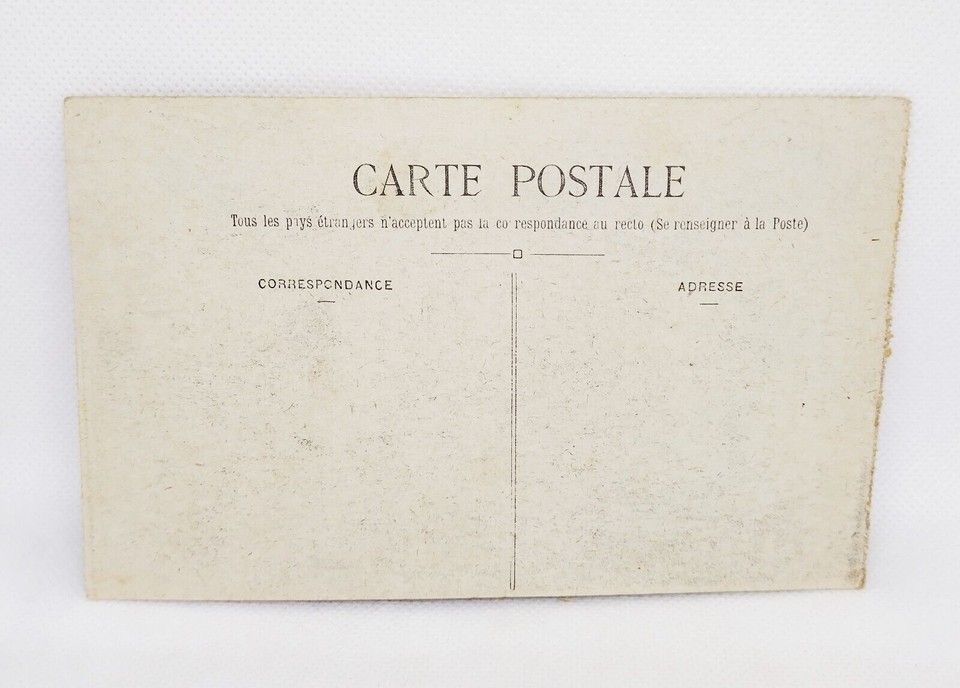 CARTE POSTALE
Tous les pays étrangers n'acceptent pas la correspondance au recto (Se renseigner à la Poste)
CORRESPONDANCE
ADRESSE